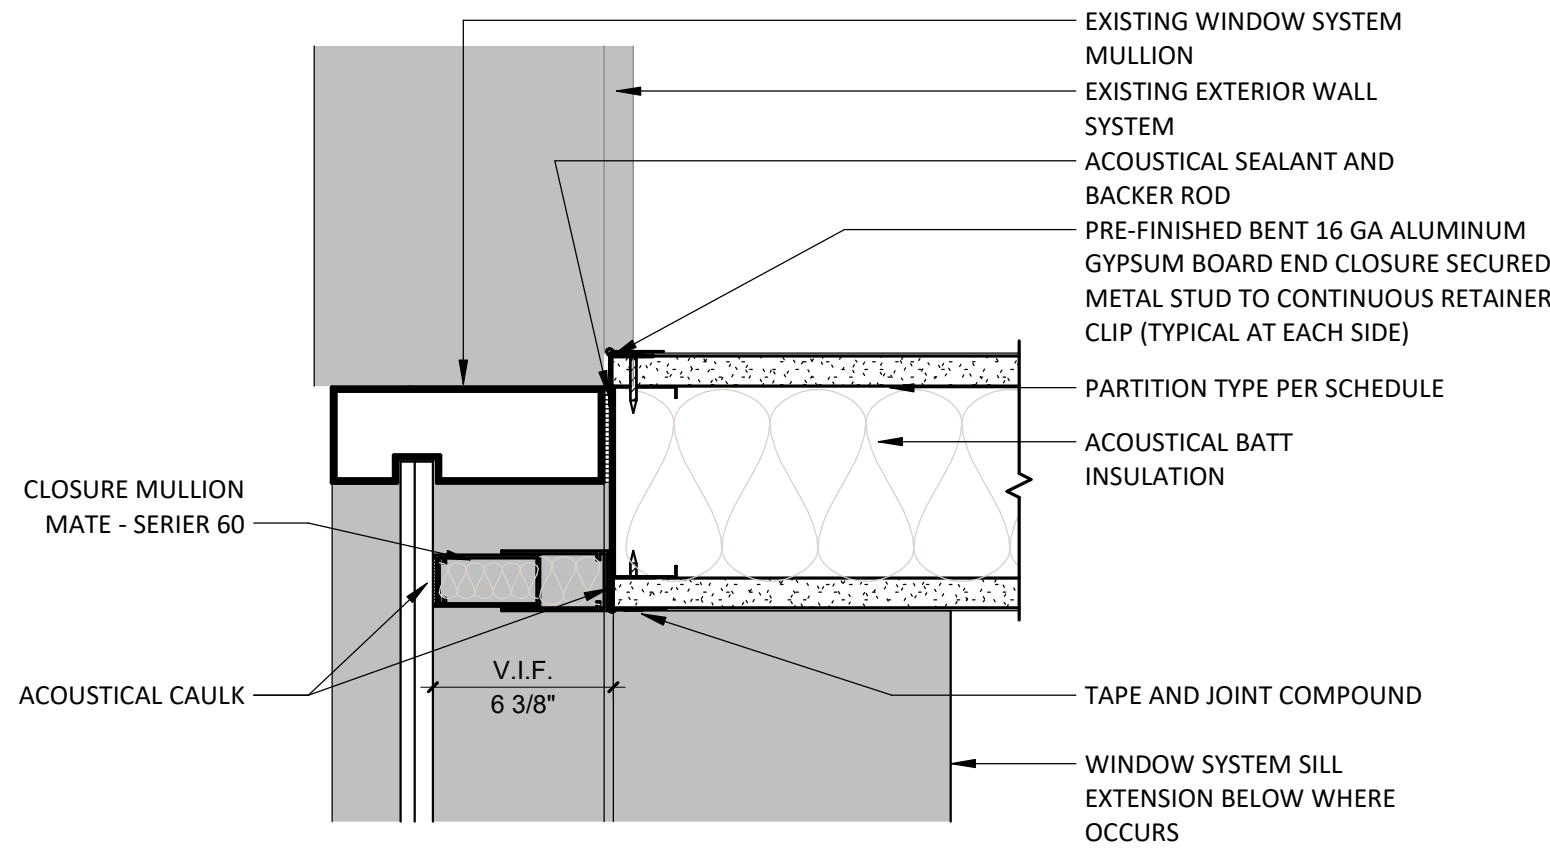 EXISTING WINDOW SYSTEM
MULLION
EXISTING EXTERIOR WALL
SYSTEM
ACOUSTICAL SEALANT AND
BACKER ROD
PRE-FINISHED BENT 16 GA ALUMINUM
GYPSUM BOARD END CLOSURE SECURED
METAL STUD TO CONTINUOUS RETAINER
CLIP (TYPICAL AT EACH SIDE)
PARTITION TYPE PER SCHEDULE
ACOUSTICAL BATT
INSULATION
CLOSURE MULLION
MATE - SERIER 60
ACOUSTICAL CAULK
V.I.F.
6 3/8"
TAPE AND JOINT COMPOUND
WINDOW SYSTEM SILL
EXTENSION BELOW WHERE
OCCURS